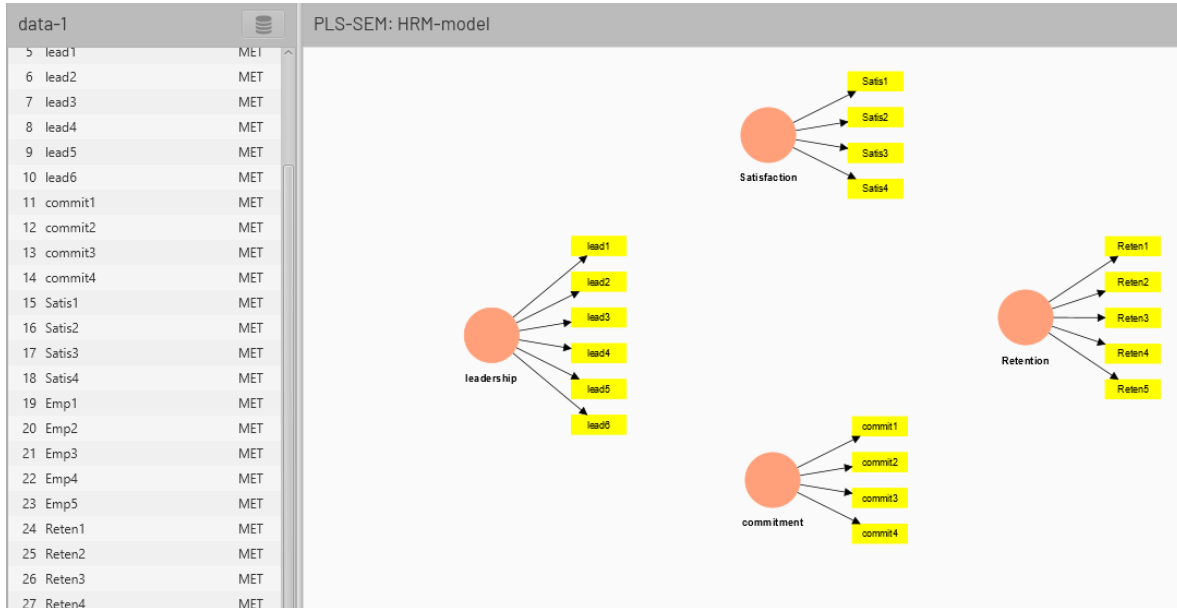 data-1
PLS-SEM: HRM-model
5 lead1 MET
6 lead2 MET
7 lead3 MET
8 lead4 MET
9 lead5 MET
10 lead6 MET
11 commit1 MET
12 commit2 MET
13 commit3 MET
14 commit4 MET
15 Satis1 MET
16 Satis2 MET
17 Satis3 MET
18 Satis4 MET
19 Emp1 MET
20 Emp2 MET
21 Emp3 MET
22 Emp4 MET
23 Emp5 MET
24 Reten1 MET
25 Reten2 MET
26 Reten3 MET
27 Reten4 MET
Satis1
Satis2
Satis3
Satis4
Satisfaction
lead1
lead2
lead3
lead4
lead5
lead6
leadership
Reten1
Reten2
Reten3
Reten4
Reten5
Retention
commit1
commit2
commit3
commit4
commitment